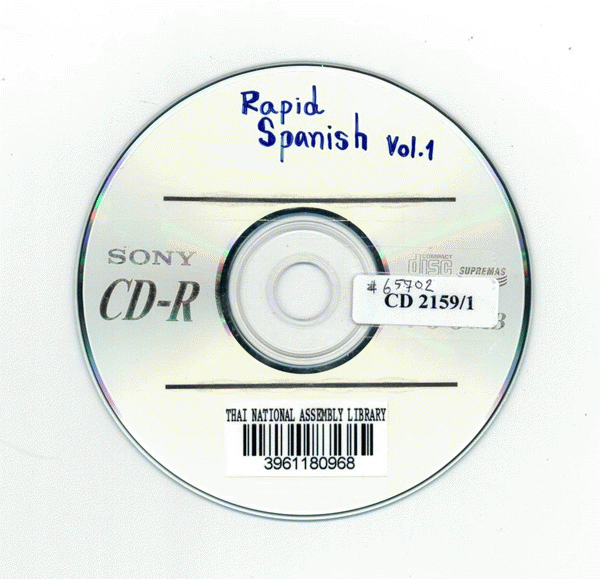 Rapid
Spanish Vol.1
SONY
CD-R
COMPACT
disc
SUPREMAS
#65702
CD 2159/1
THAI NATIONAL ASSEMBLY LIBRARY
3961180968